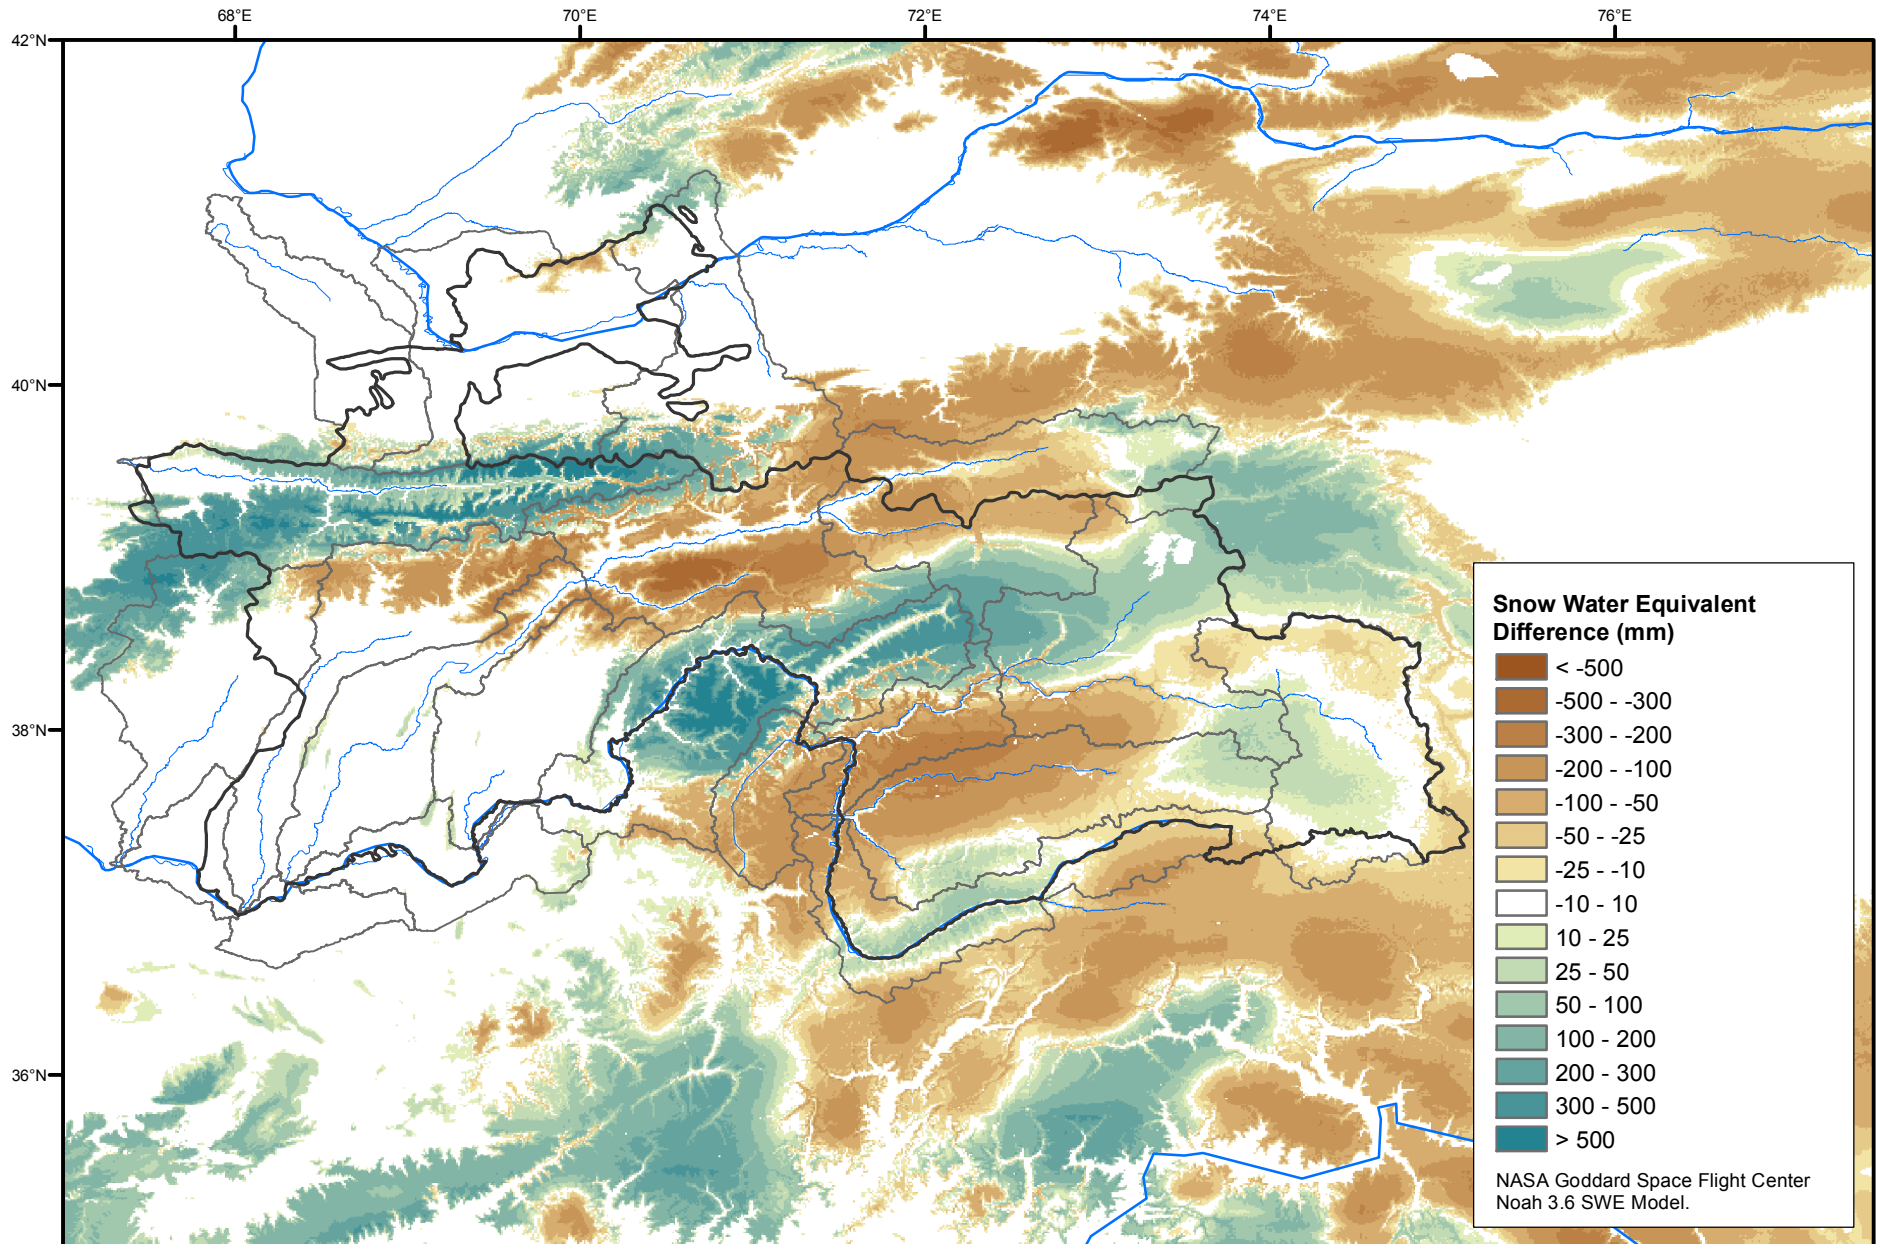 68°E 70°E 72°E 74°E 76°E
42°N
40°N
38°N
36°N
Snow Water Equivalent
Difference (mm)
< -500
-500 - -300
-300 - -200
-200 - -100
-100 - -50
-50 - -25
-25 - -10
-10 - 10
10 - 25
25 - 50
50 - 100
100 - 200
200 - 300
300 - 500
> 500
NASA Goddard Space Flight Center
Noah 3.6 SWE Model.